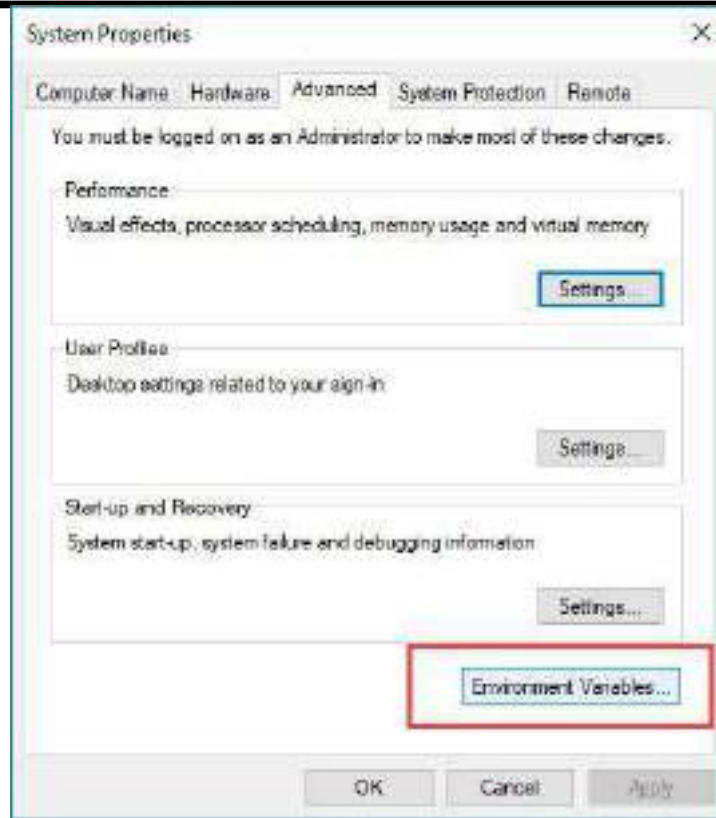 System Properties
Computer Name Hardware Advanced System Protection Remote
You must be logged on as an Administrator to make most of these changes.
Performance
Visual effects, processor scheduling, memory usage and virtual memory
Settings...
User Profiles
Desktop settings related to your sign-in
Settings...
Start-up and Recovery
System start-up, system failure and debugging information
Settings...
Environment Variables...
OK Cancel Apply